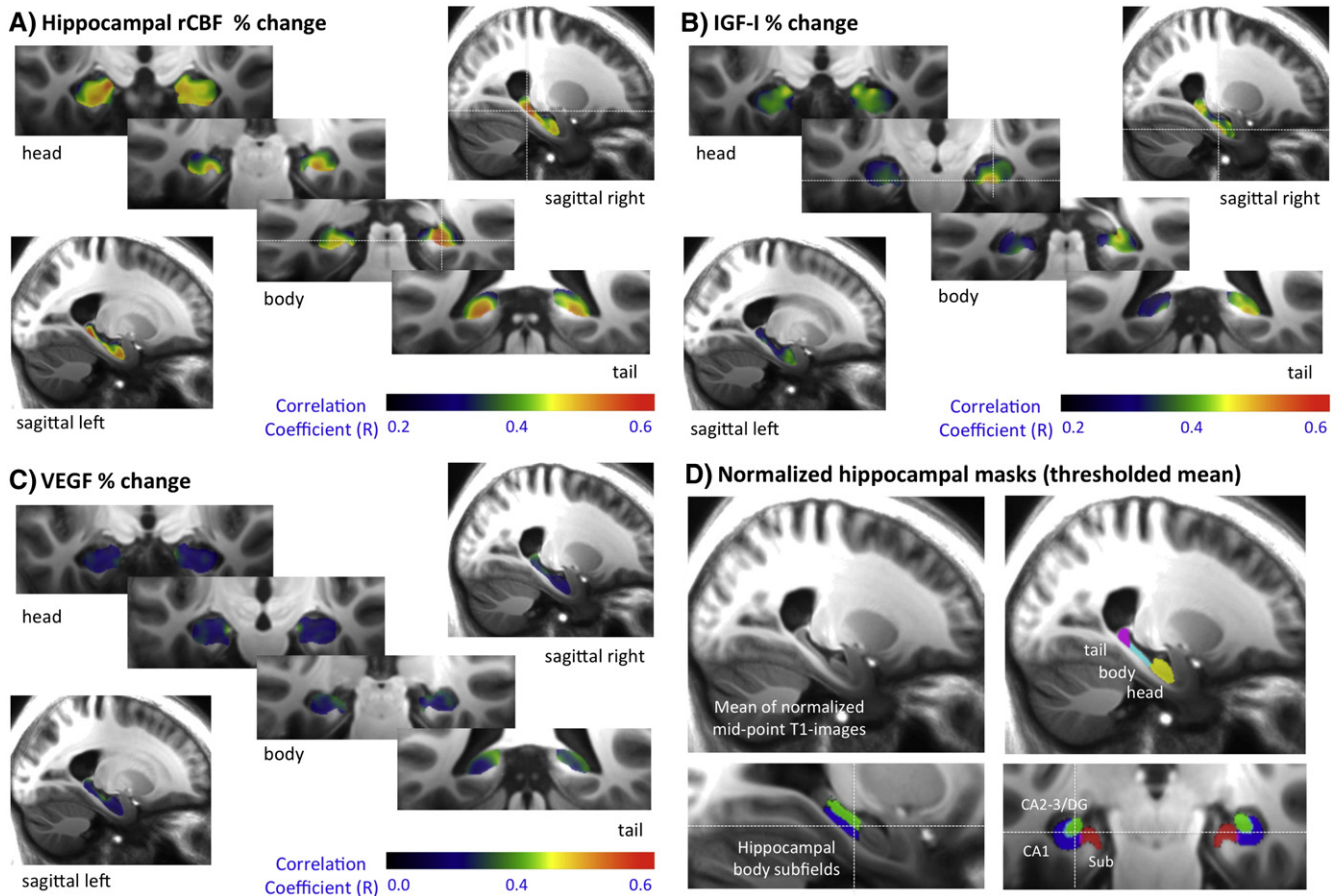 A) Hippocampal rCBF % change
head
sagittal right
body
tail
sagittal left
Correlation
Coefficient (R)
0.2 0.4 0.6
B) IGF-I % change
head
sagittal right
body
tail
sagittal left
Correlation
Coefficient (R)
0.2 0.4 0.6
C) VEGF % change
head
sagittal right
body
tail
sagittal left
Correlation
Coefficient (R)
0.0 0.4 0.6
D) Normalized hippocampal masks (thresholded mean)
Mean of normalized
mid-point T1-images
tail
body
head
Hippocampal
body subfields
CA2-3/DG
CA1
Sub